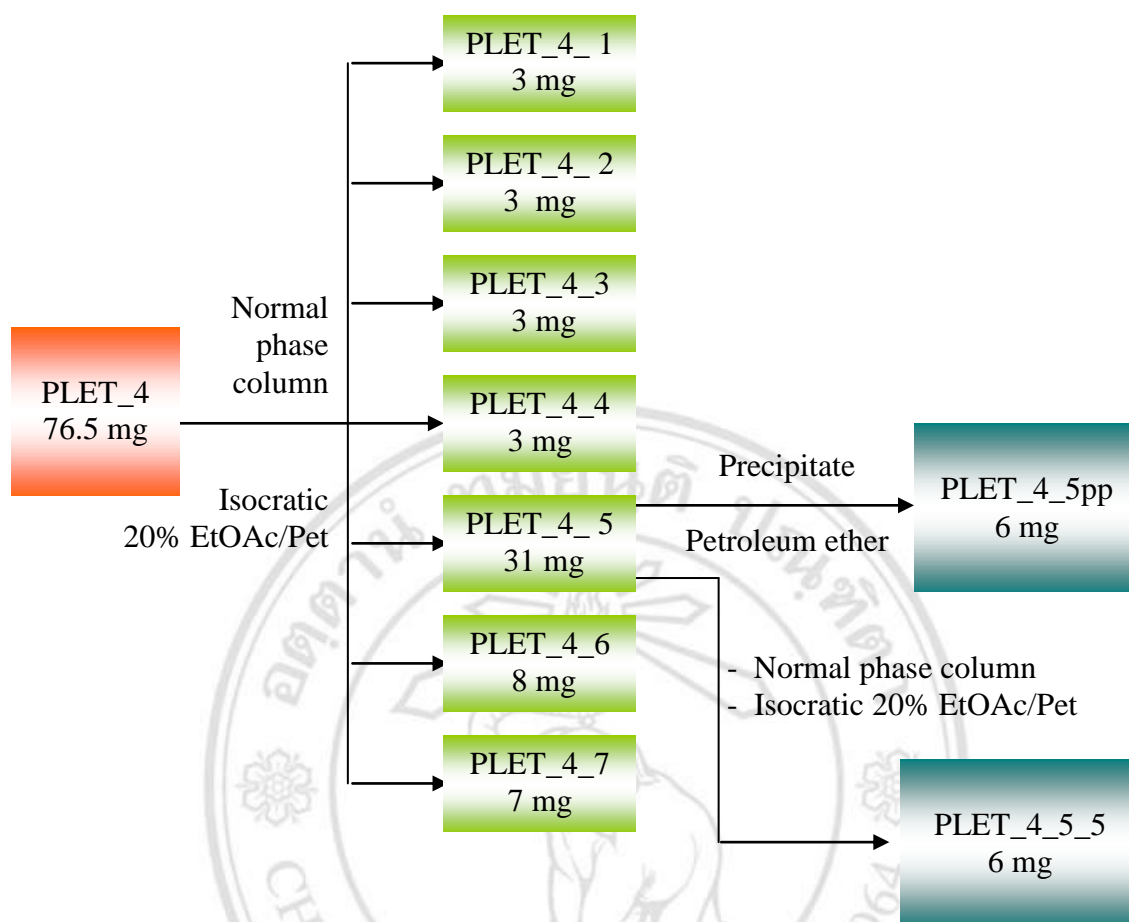 PLET_4_ 1
3 mg
PLET_4_ 2
3 mg
PLET_4_3
3 mg
Normal
phase
column
PLET_4
76.5 mg
PLET_4_4
3 mg
Isocratic
20% EtOAc/Pet
PLET_4_ 5
31 mg
Precipitate
Petroleum ether
PLET_4_5pp
6 mg
PLET_4_6
8 mg
- Normal phase column
- Isocratic 20% EtOAc/Pet
PLET_4_7
7 mg
PLET_4_5_5
6 mg